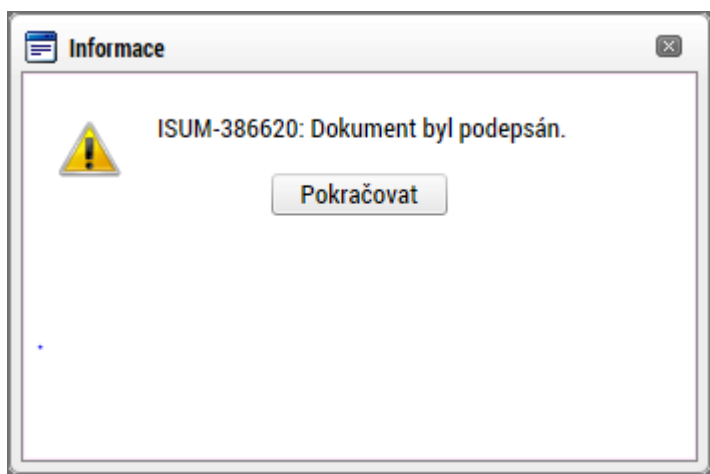 Informace
ISUM-386620: Dokument byl podepsán.
Pokračovat